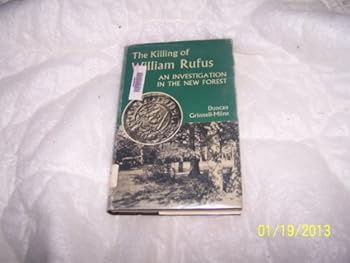 The Killing of
William Rufus
AN INVESTIGATION
IN THE NEW FOREST
Duncan
Grinnell-Milne
01/19/2013